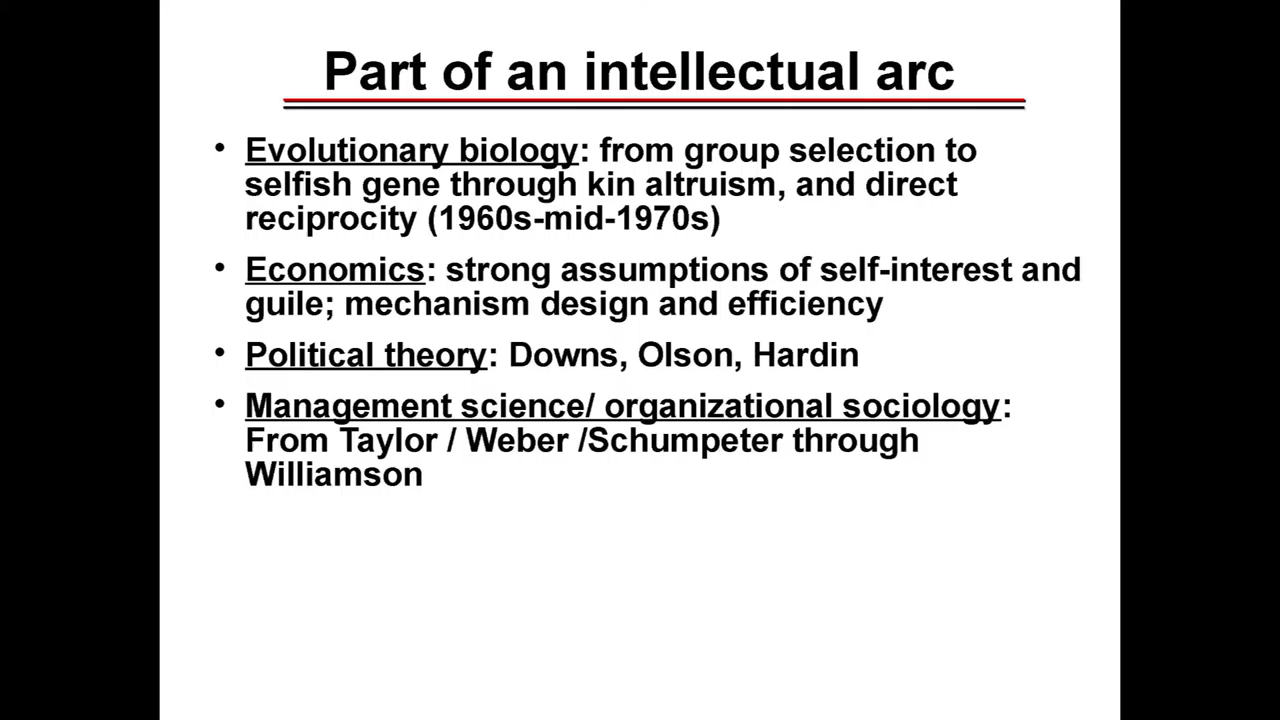 Part of an intellectual arc
• Evolutionary biology: from group selection to
selfish gene through kin altruism, and direct
reciprocity (1960s-mid-1970s)
• Economics: strong assumptions of self-interest and
guile; mechanism design and efficiency
• Political theory: Downs, Olson, Hardin
• Management science/ organizational sociology:
From Taylor / Weber /Schumpeter through
Williamson